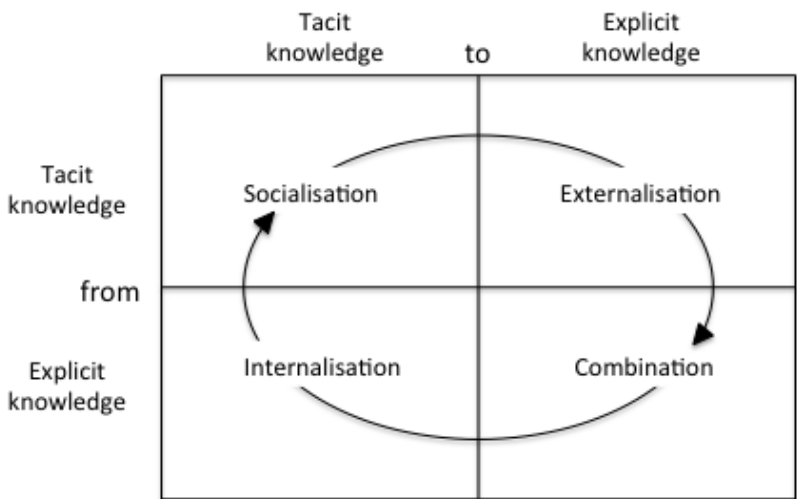 Tacit
knowledge
to
Explicit
knowledge
Tacit
knowledge
Socialisation
Externalisation
from
Explicit
knowledge
Internalisation
Combination